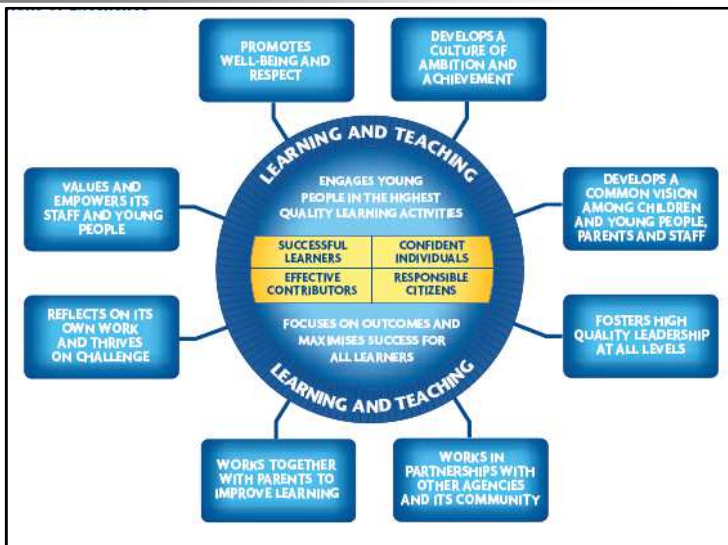 PROMOTES
WELL-BEING AND
RESPECT
DEVELOPS A
CULTURE OF
AMBITION AND
ACHIEVEMENT
LEARNING AND TEACHING
VALUES AND
EMPOWERS ITS
STAFF AND YOUNG
PEOPLE
ENGAGES YOUNG
PEOPLE IN THE HIGHEST
QUALITY LEARNING ACTIVITIES
DEVELOPS A
COMMON VISION
AMONG CHILDREN
AND YOUNG PEOPLE,
PARENTS AND STAFF
SUCCESSFUL
LEARNERS
CONFIDENT
INDIVIDUALS
EFFECTIVE
CONTRIBUTORS
RESPONSIBLE
CITIZENS
REFLECTS ON ITS
OWN WORK
AND THRIVES
ON CHALLENGE
FOCUSES ON OUTCOMES AND
MAXIMISES SUCCESS FOR
ALL LEARNERS
FOSTERS HIGH
QUALITY LEADERSHIP
AT ALL LEVELS
LEARNING AND TEACHING
WORKS TOGETHER
WITH PARENTS TO
IMPROVE LEARNING
WORKS IN
PARTNERSHIPS WITH
OTHER AGENCIES
AND ITS COMMUNITY